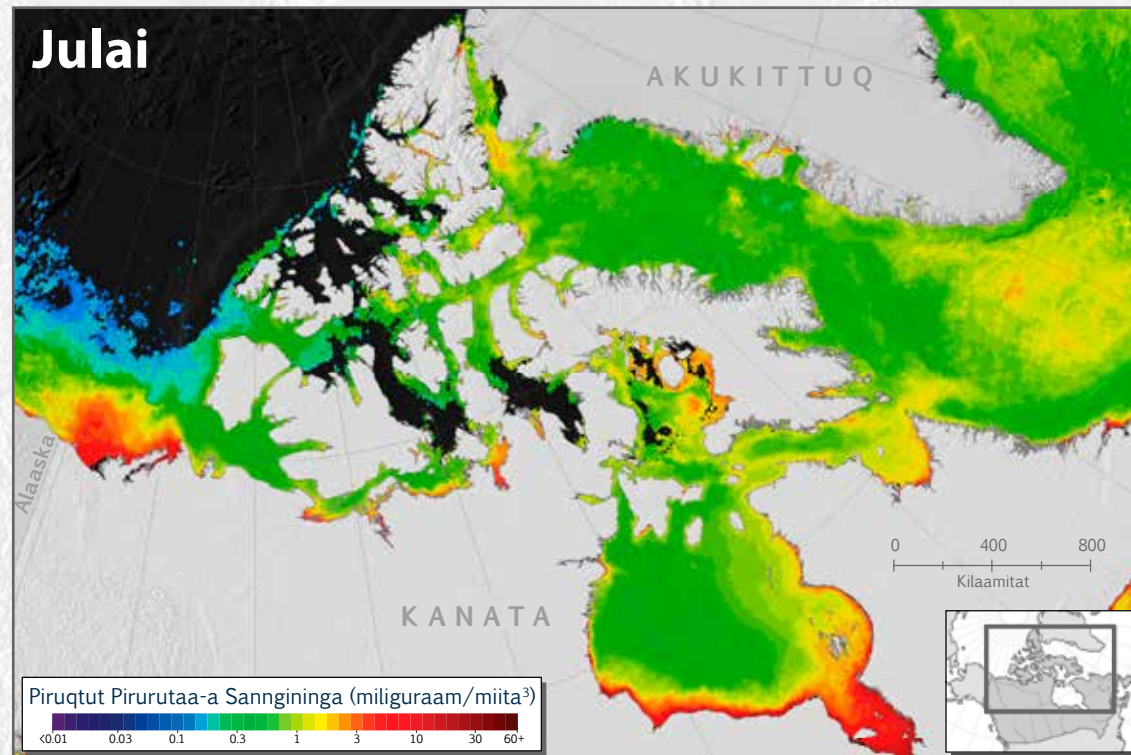 Julai
AKUKITTUQ
Alaaska
0 400 800
Kilaamitat
KANATA
Piruqtut Pirurutaa-a Sanngininga (miliguraam/miita³)
<0.01 0.03 0.1 0.3 1 3 10 30 60+